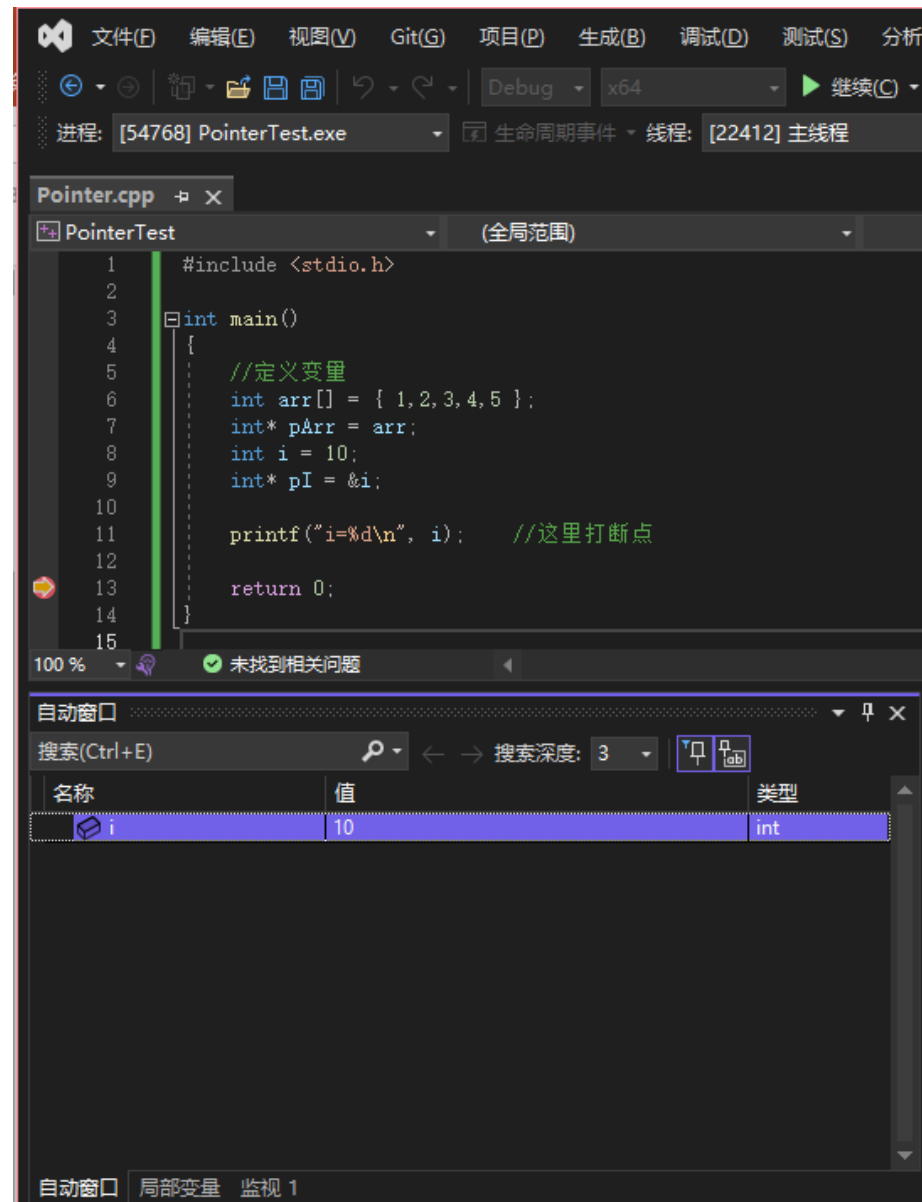 文件(F) 编辑(E) 视图(V) Git(G) 项目(P) 生成(B) 调试(D) 测试(S) 分析
Debug x64 继续(C)
进程: [54768] PointerTest.exe 生命周期事件 线程: [22412] 主线程
Pointer.cpp
PointerTest (全局范围)
1 #include <stdio.h>
2
3 int main()
4 {
5 //定义变量
6 int arr[] = { 1,2,3,4,5 };
7 int* pArr = arr;
8 int i = 10;
9 int* pI = &i;
10
11 printf("i=%d\n", i); //这里打断点
12
13 return 0;
14 }
15
100 % 未找到相关问题
自动窗口
搜索(Ctrl+E) 搜索深度: 3
名称 值 类型
i 10 int
自动窗口 局部变量 监视 1